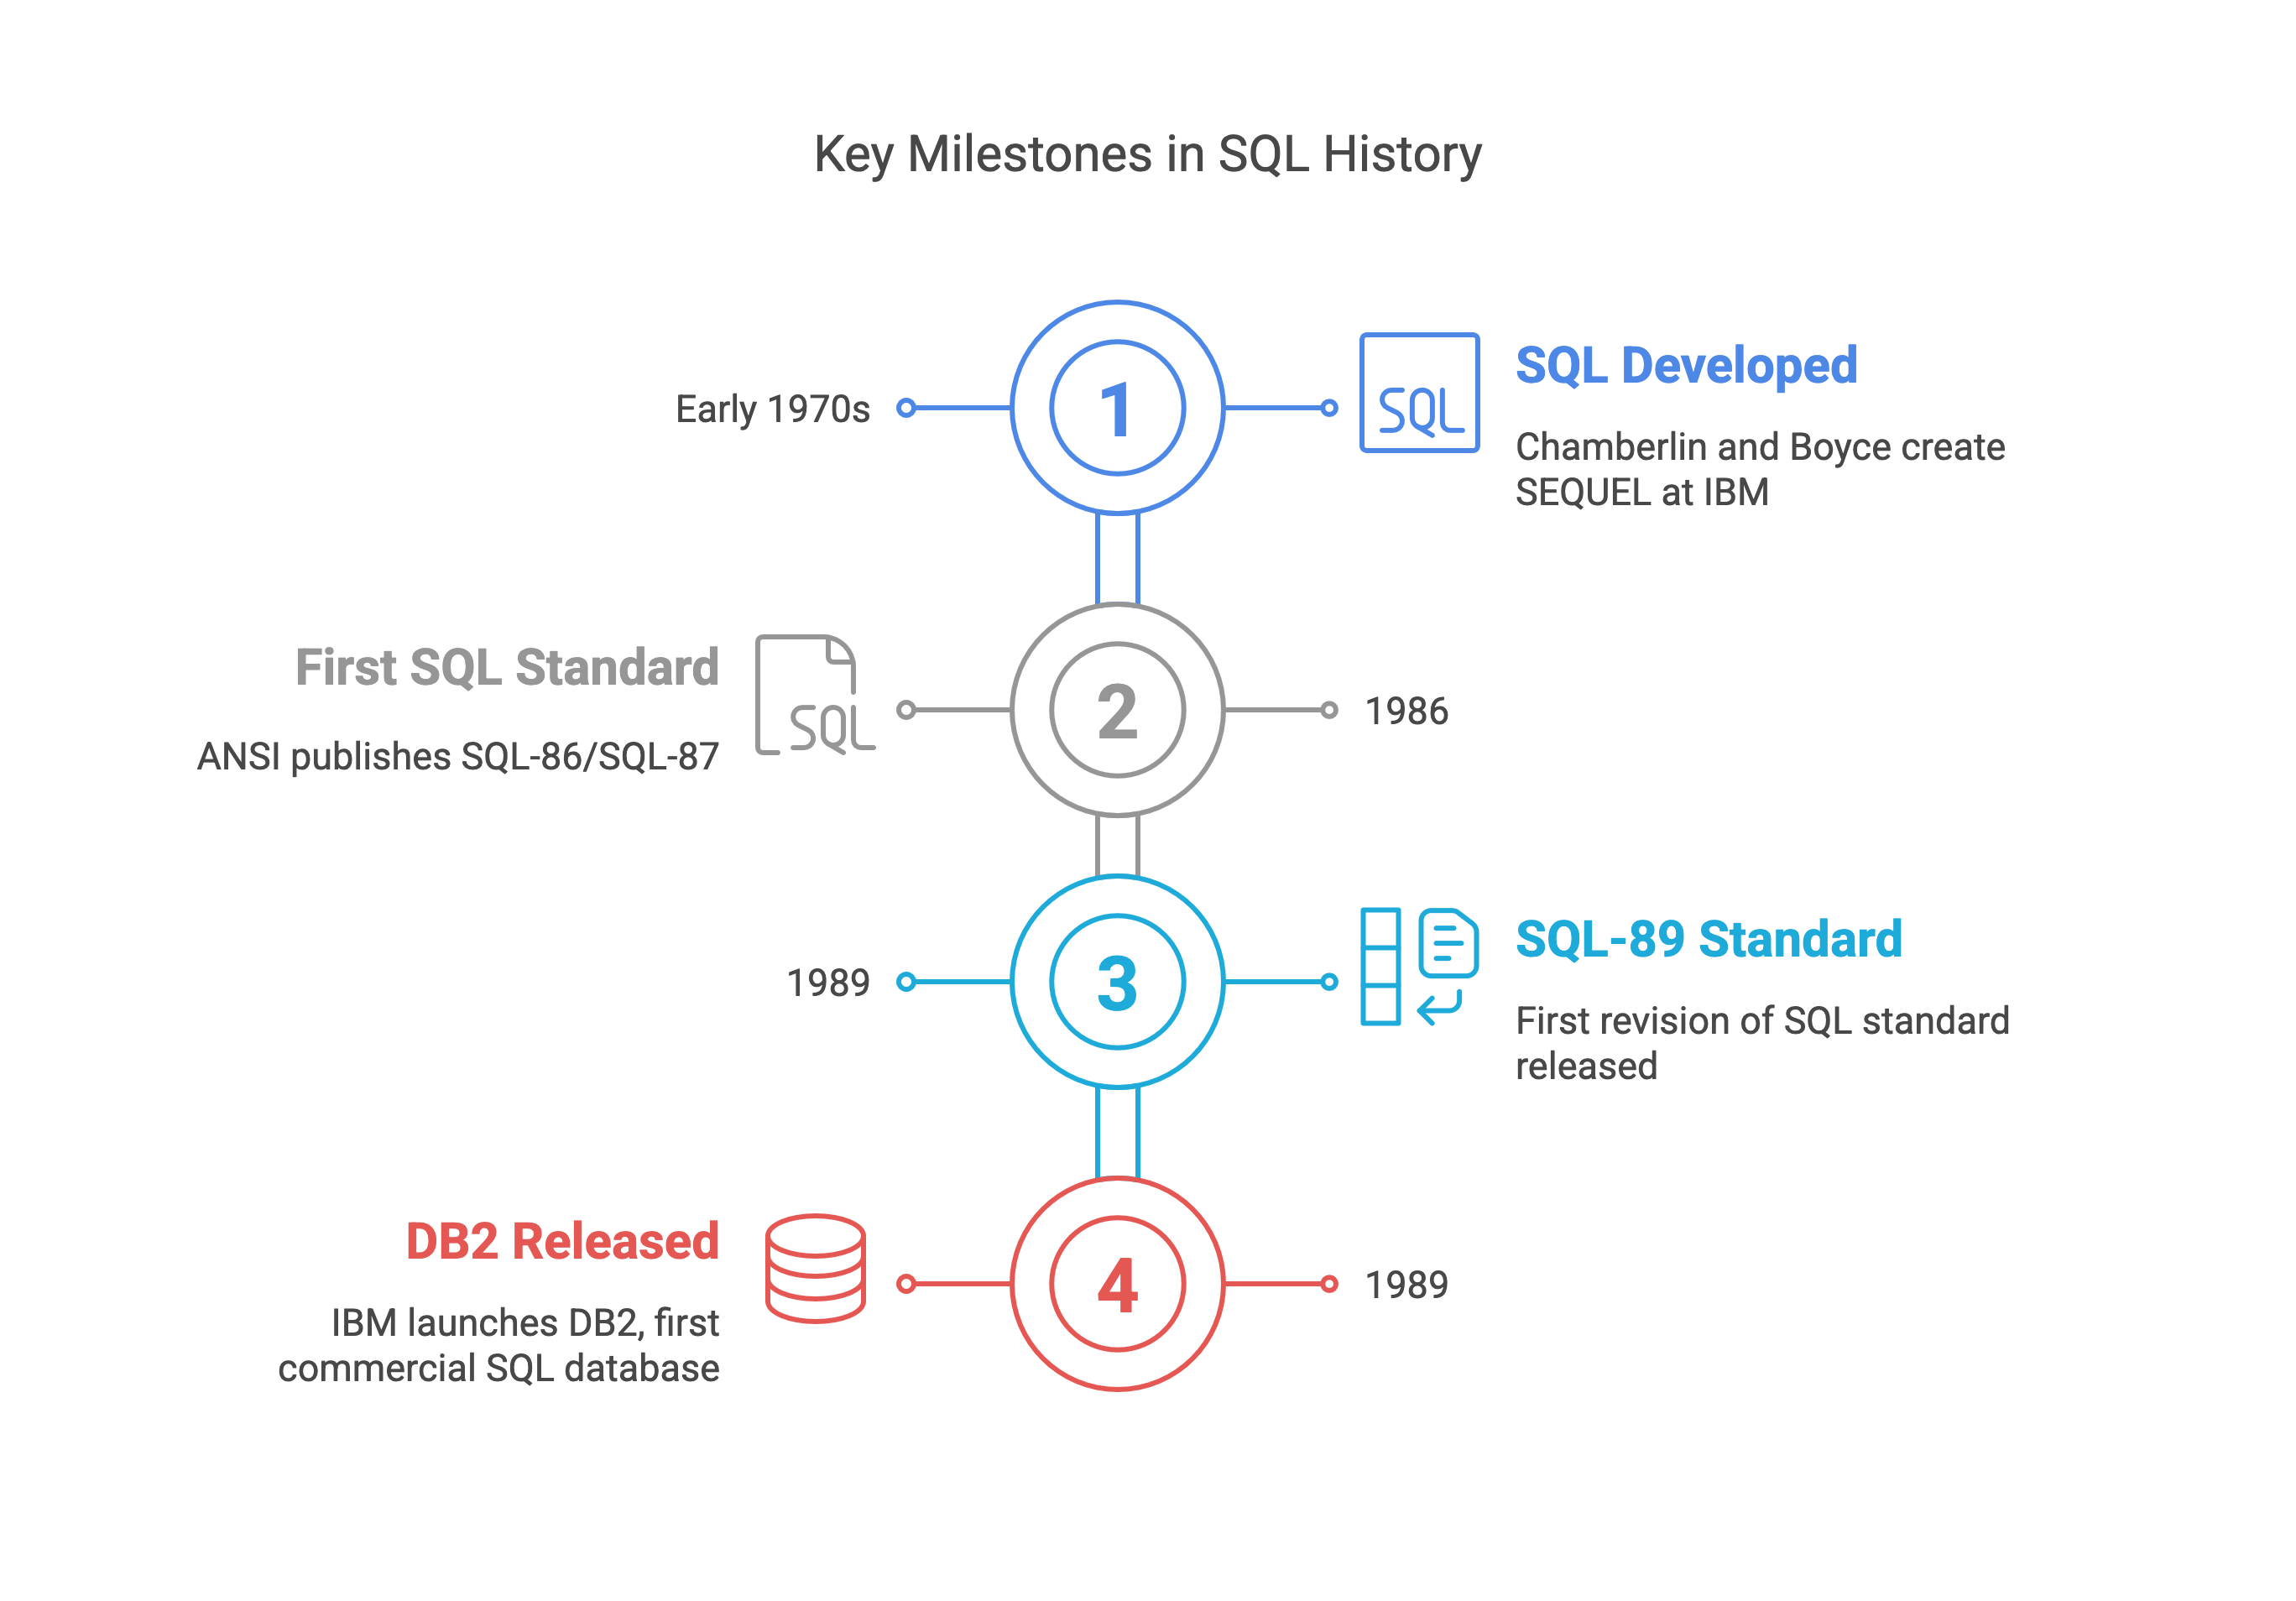 Key Milestones in SQL History
Early 1970s
1
SQL
SQL Developed
Chamberlin and Boyce create
SEQUEL at IBM
First SQL Standard
ANSI publishes SQL-86/SQL-87
SQL
2
1986
1989
3
SQL-89 Standard
First revision of SQL standard
released
DB2 Released
IBM launches DB2, first
commercial SQL database
4
1989